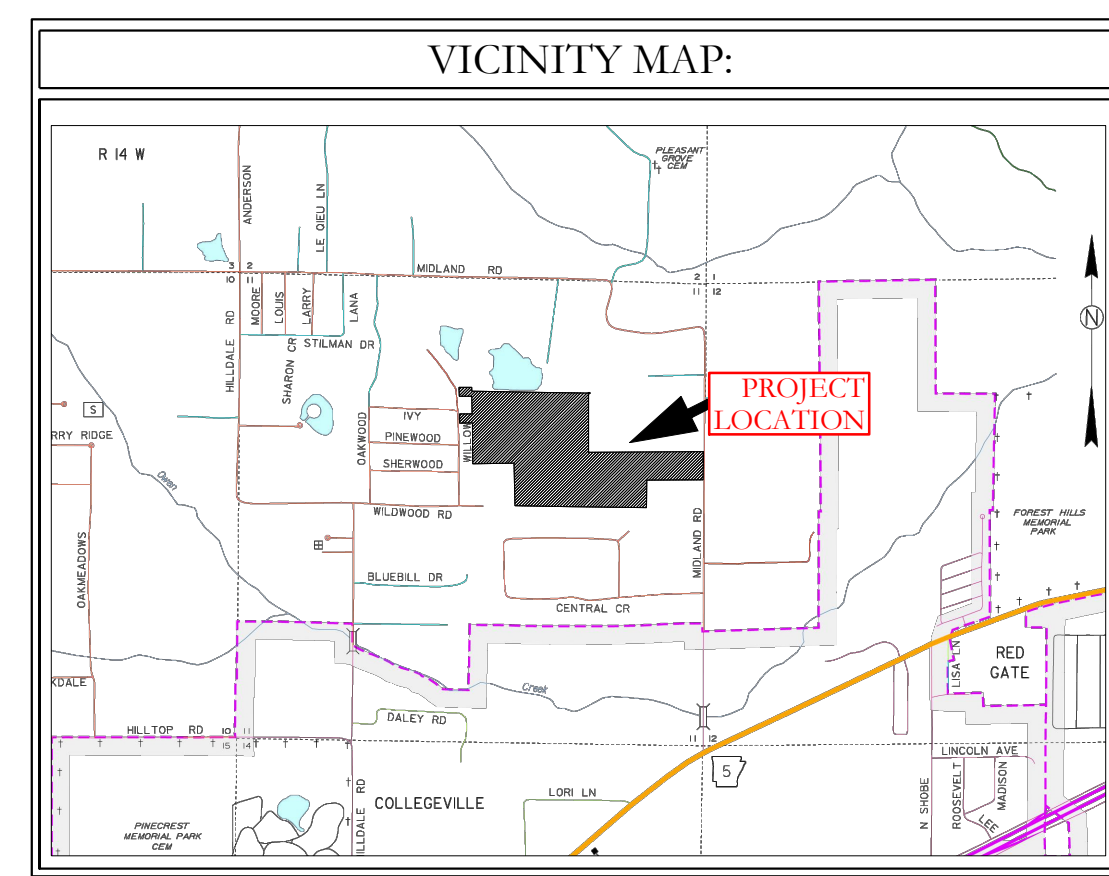 VICINITY MAP:
R 14 W
PLEASANT
GROVE
CEM
ANDERSON
LE QIEU LN
MIDLAND RD
3 2
10 11
2 1
11 12
MOORE
LOUIS
LARRY
LANA
STILMAN DR
HILLDALE RD
SHARON CR
N
PROJECT
LOCATION
S
RRY RIDGE
OAKWOOD
IVY
PINEWOOD
WILLOW
SHERWOOD
WILDWOOD RD
Owen
OAKMEADOWS
MIDLAND RD
FOREST HILLS
MEMORIAL
PARK
BLUEBILL DR
CENTRAL CR
LISA LN
RED
GATE
KDALE
Creek
DALEY RD
HILLTOP RD
10 11
15 14
11 12
5
LINCOLN AVE
N SHOBE
ROOSEVELT
MADISON
LEE
LORI LN
COLLEGEVILLE
ILLDALE RD
PINECREST
MEMORIAL PARK
CEM